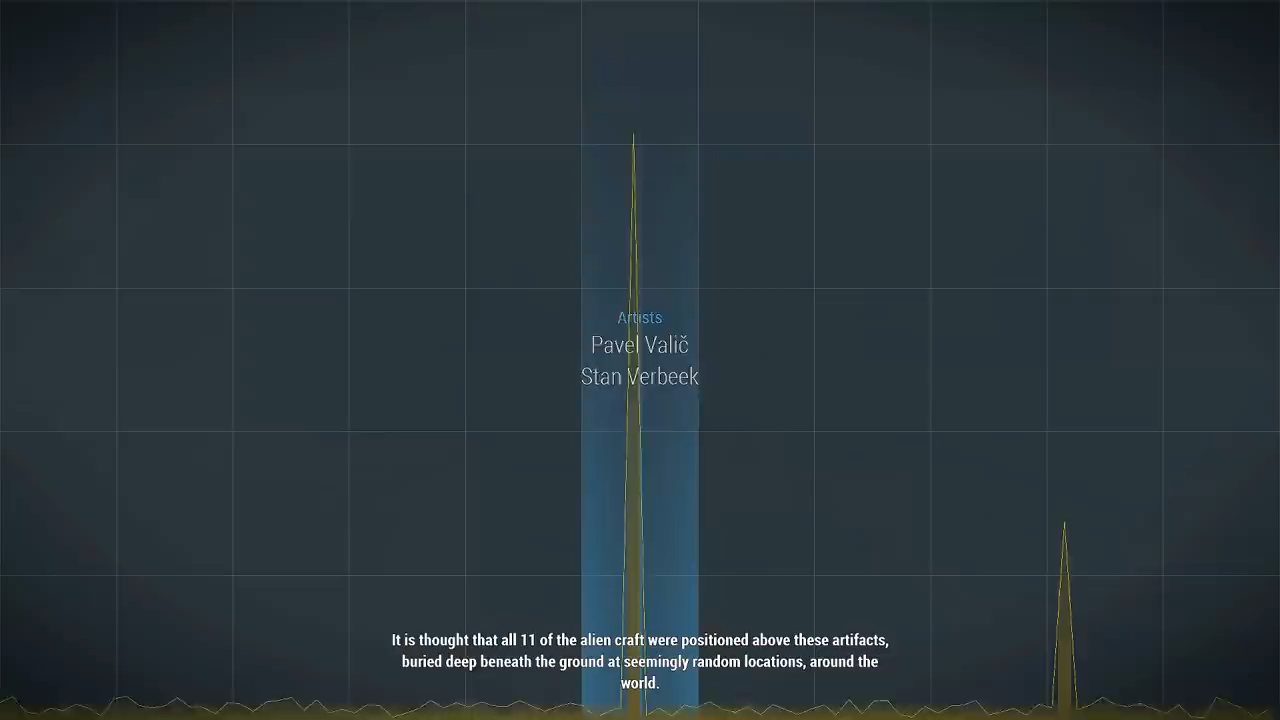 Artists
Pavel Valič
Stan Verbeek
It is thought that all 11 of the alien craft were positioned above these artifacts,
buried deep beneath the ground at seemingly random locations, around the
world.